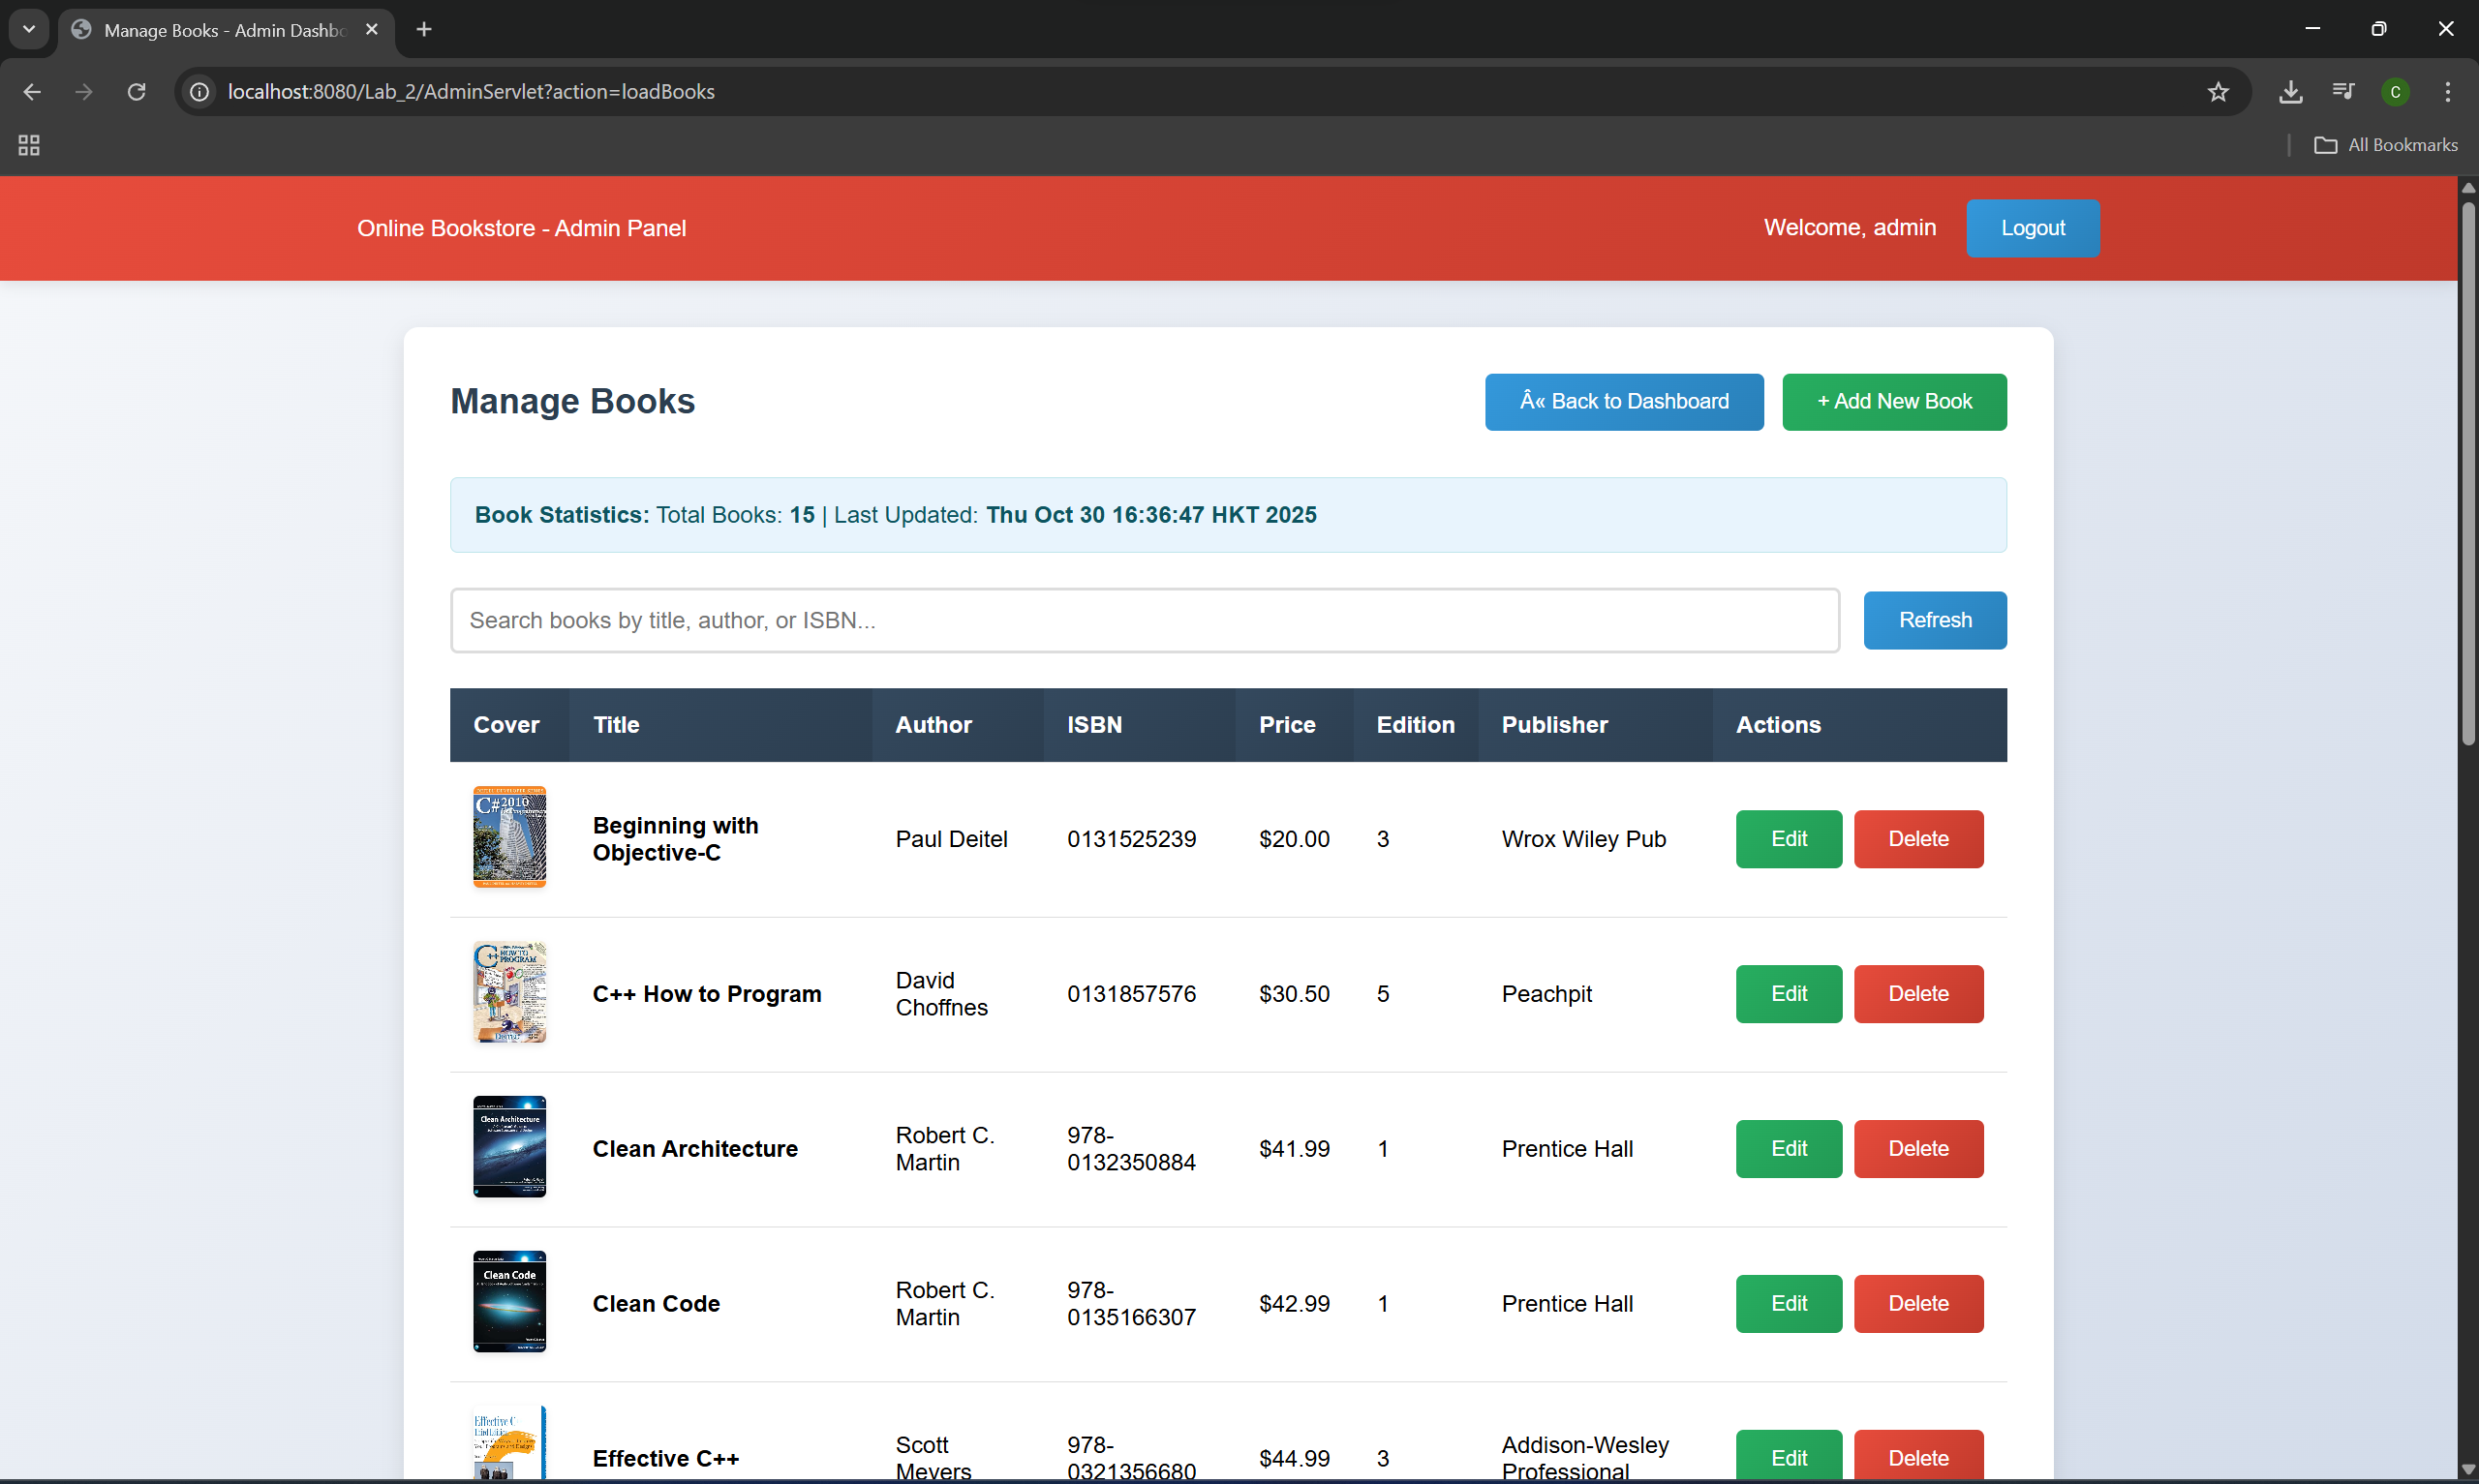 Manage Books - Admin Dashbo
localhost:8080/Lab_2/AdminServlet?action=loadBooks
C
All Bookmarks
Online Bookstore - Admin Panel
Welcome, admin
Logout
Manage Books
Â« Back to Dashboard
+ Add New Book
Book Statistics: Total Books: 15 | Last Updated: Thu Oct 30 16:36:47 HKT 2025
Search books by title, author, or ISBN...
Refresh
Cover Title Author ISBN Price Edition Publisher Actions
C# 2010
Beginning with
Objective-C
Paul Deitel
0131525239
$20.00
3
Wrox Wiley Pub
Edit
Delete
C++ HOW TO
PROGRAM
C++ How to Program
David
Choffnes
0131857576
$30.50
5
Peachpit
Edit
Delete
Clean Architecture
Clean Architecture
Robert C.
Martin
978-
0132350884
$41.99
1
Prentice Hall
Edit
Delete
Clean Code
Clean Code
Robert C.
Martin
978-
0135166307
$42.99
1
Prentice Hall
Edit
Delete
Effective C
Effective C++
Scott
Meyers
978-
0321356680
$44.99
3
Addison-Wesley
Professional
Edit
Delete